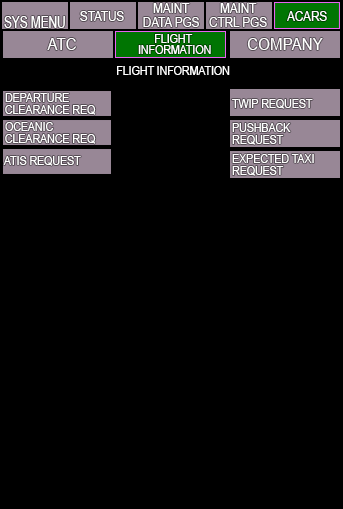 SYS MENU
STATUS
MAINT
DATA PGS
MAINT
CTRL PGS
ACARS
ATC
FLIGHT
INFORMATION
COMPANY
FLIGHT INFORMATION
DEPARTURE
CLEARANCE REQ
TWIP REQUEST
OCEANIC
CLEARANCE REQ
PUSHBACK
REQUEST
ATIS REQUEST
EXPECTED TAXI
REQUEST